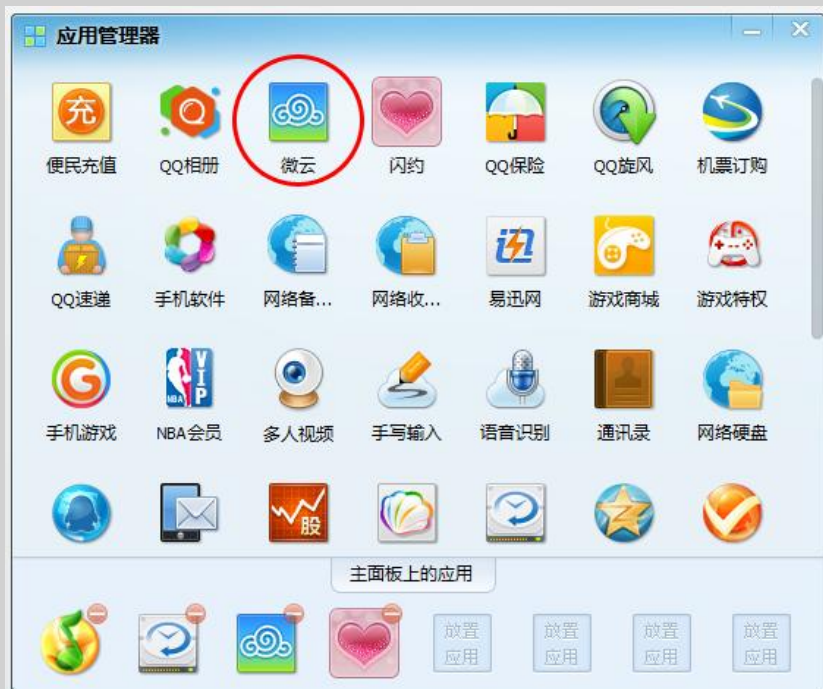 应用管理器
充
便民充值 QQ相册 微云 闪约 QQ保险 QQ旋风 机票订购
QQ速递 手机软件 网络备... 网络收... 易迅网 游戏商城 游戏特权
NBA VIP
手机游戏 NBA会员 多人视频 手写输入 语音识别 通讯录 网络硬盘
股
主面板上的应用
放置 放置 放置 放置
应用 应用 应用 应用